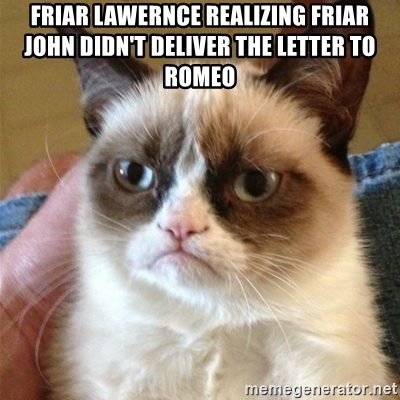 FRIAR LAWERNCE REALIZING FRIAR
JOHN DIDN'T DELIVER THE LETTER TO
ROMEO
memegenerator.net